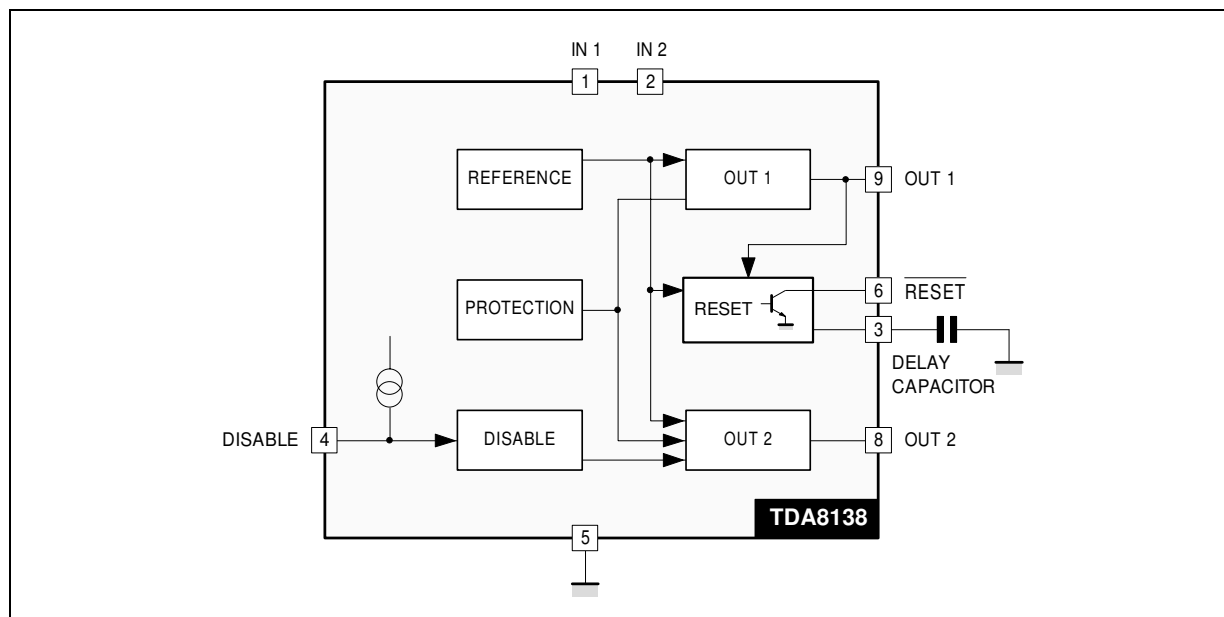 IN 1 IN 2
1 2
REFERENCE OUT 1 9 OUT 1
PROTECTION RESET 6 RESET
3
DELAY
CAPACITOR
DISABLE 4 DISABLE OUT 2 8 OUT 2
TDA8138
5